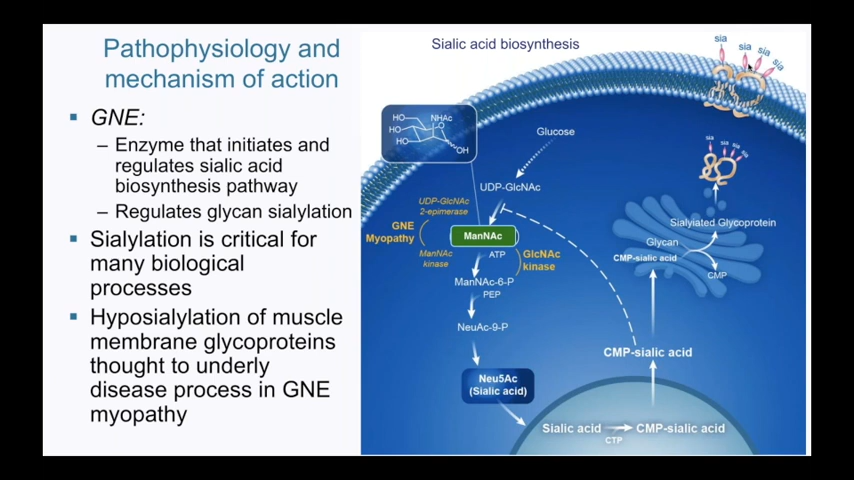 Pathophysiology and
mechanism of action
▪ GNE:
– Enzyme that initiates and
regulates sialic acid
biosynthesis pathway
– Regulates glycan sialylation
▪ Sialylation is critical for
many biological
processes
▪ Hyposialylation of muscle
membrane glycoproteins
thought to underly
disease process in GNE
myopathy
Sialic acid biosynthesis
sia
sia
sia
sia
HO
NHAc
HO
O
HO
OH
Glucose
UDP-GlcNAc
UDP-GlcNAc
2-epimerase
GNE
Myopathy
ManNAc
kinase
ManNAc
ATP
GlcNAc
kinase
ManNAc-6-P
PEP
NeuAc-9-P
Neu5Ac
(Sialic acid)
Sialic acid
CTP
CMP-sialic acid
CMP-sialic acid
CMP-sialic acid
Glycan
CMP
Sialylated Glycoprotein
sia
sia
sia
sia